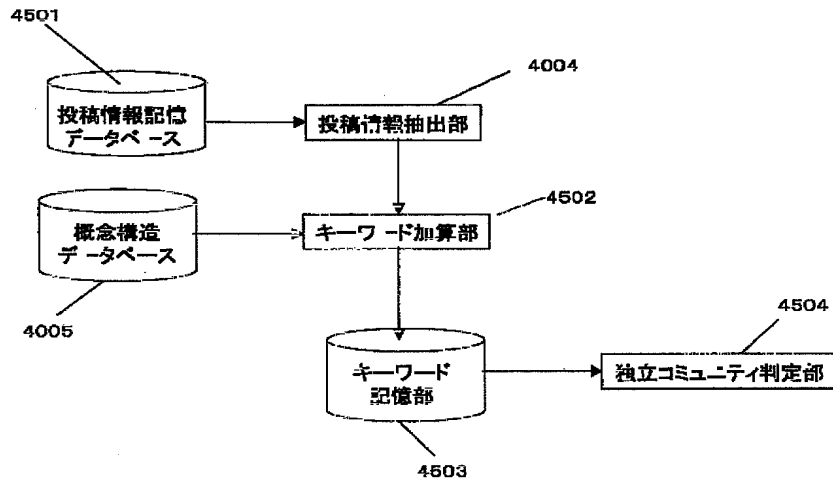 4501
4004
投稿情報記憶
データベース
投稿情報抽出部
4502
概念構造
データベース
キーワード加算部
4005
4504
キーワード
記憶部
独立コミュニティ判定部
4503